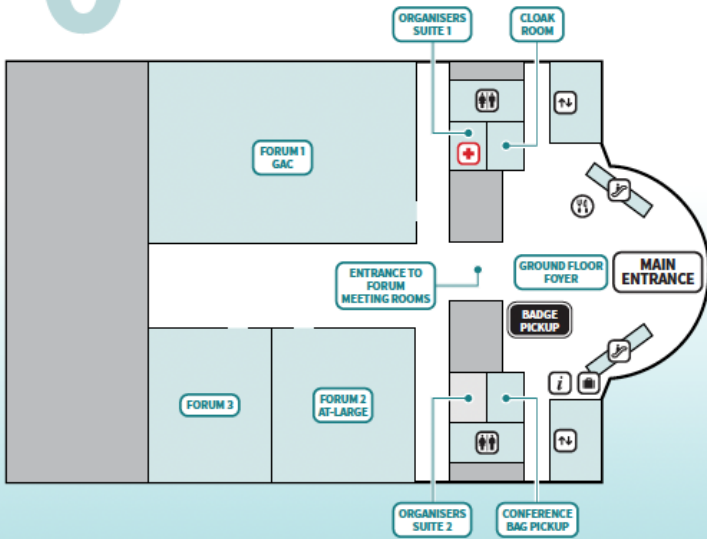 ORGANISERS
SUITE 1
CLOAK
ROOM
FORUM 1
GAC
ENTRANCE TO
FORUM
MEETING ROOMS
GROUND FLOOR
FOYER
MAIN
ENTRANCE
BADGE
PICKUP
FORUM 3
FORUM 2
AT-LARGE
i
ORGANISERS
SUITE 2
CONFERENCE
BAG PICKUP